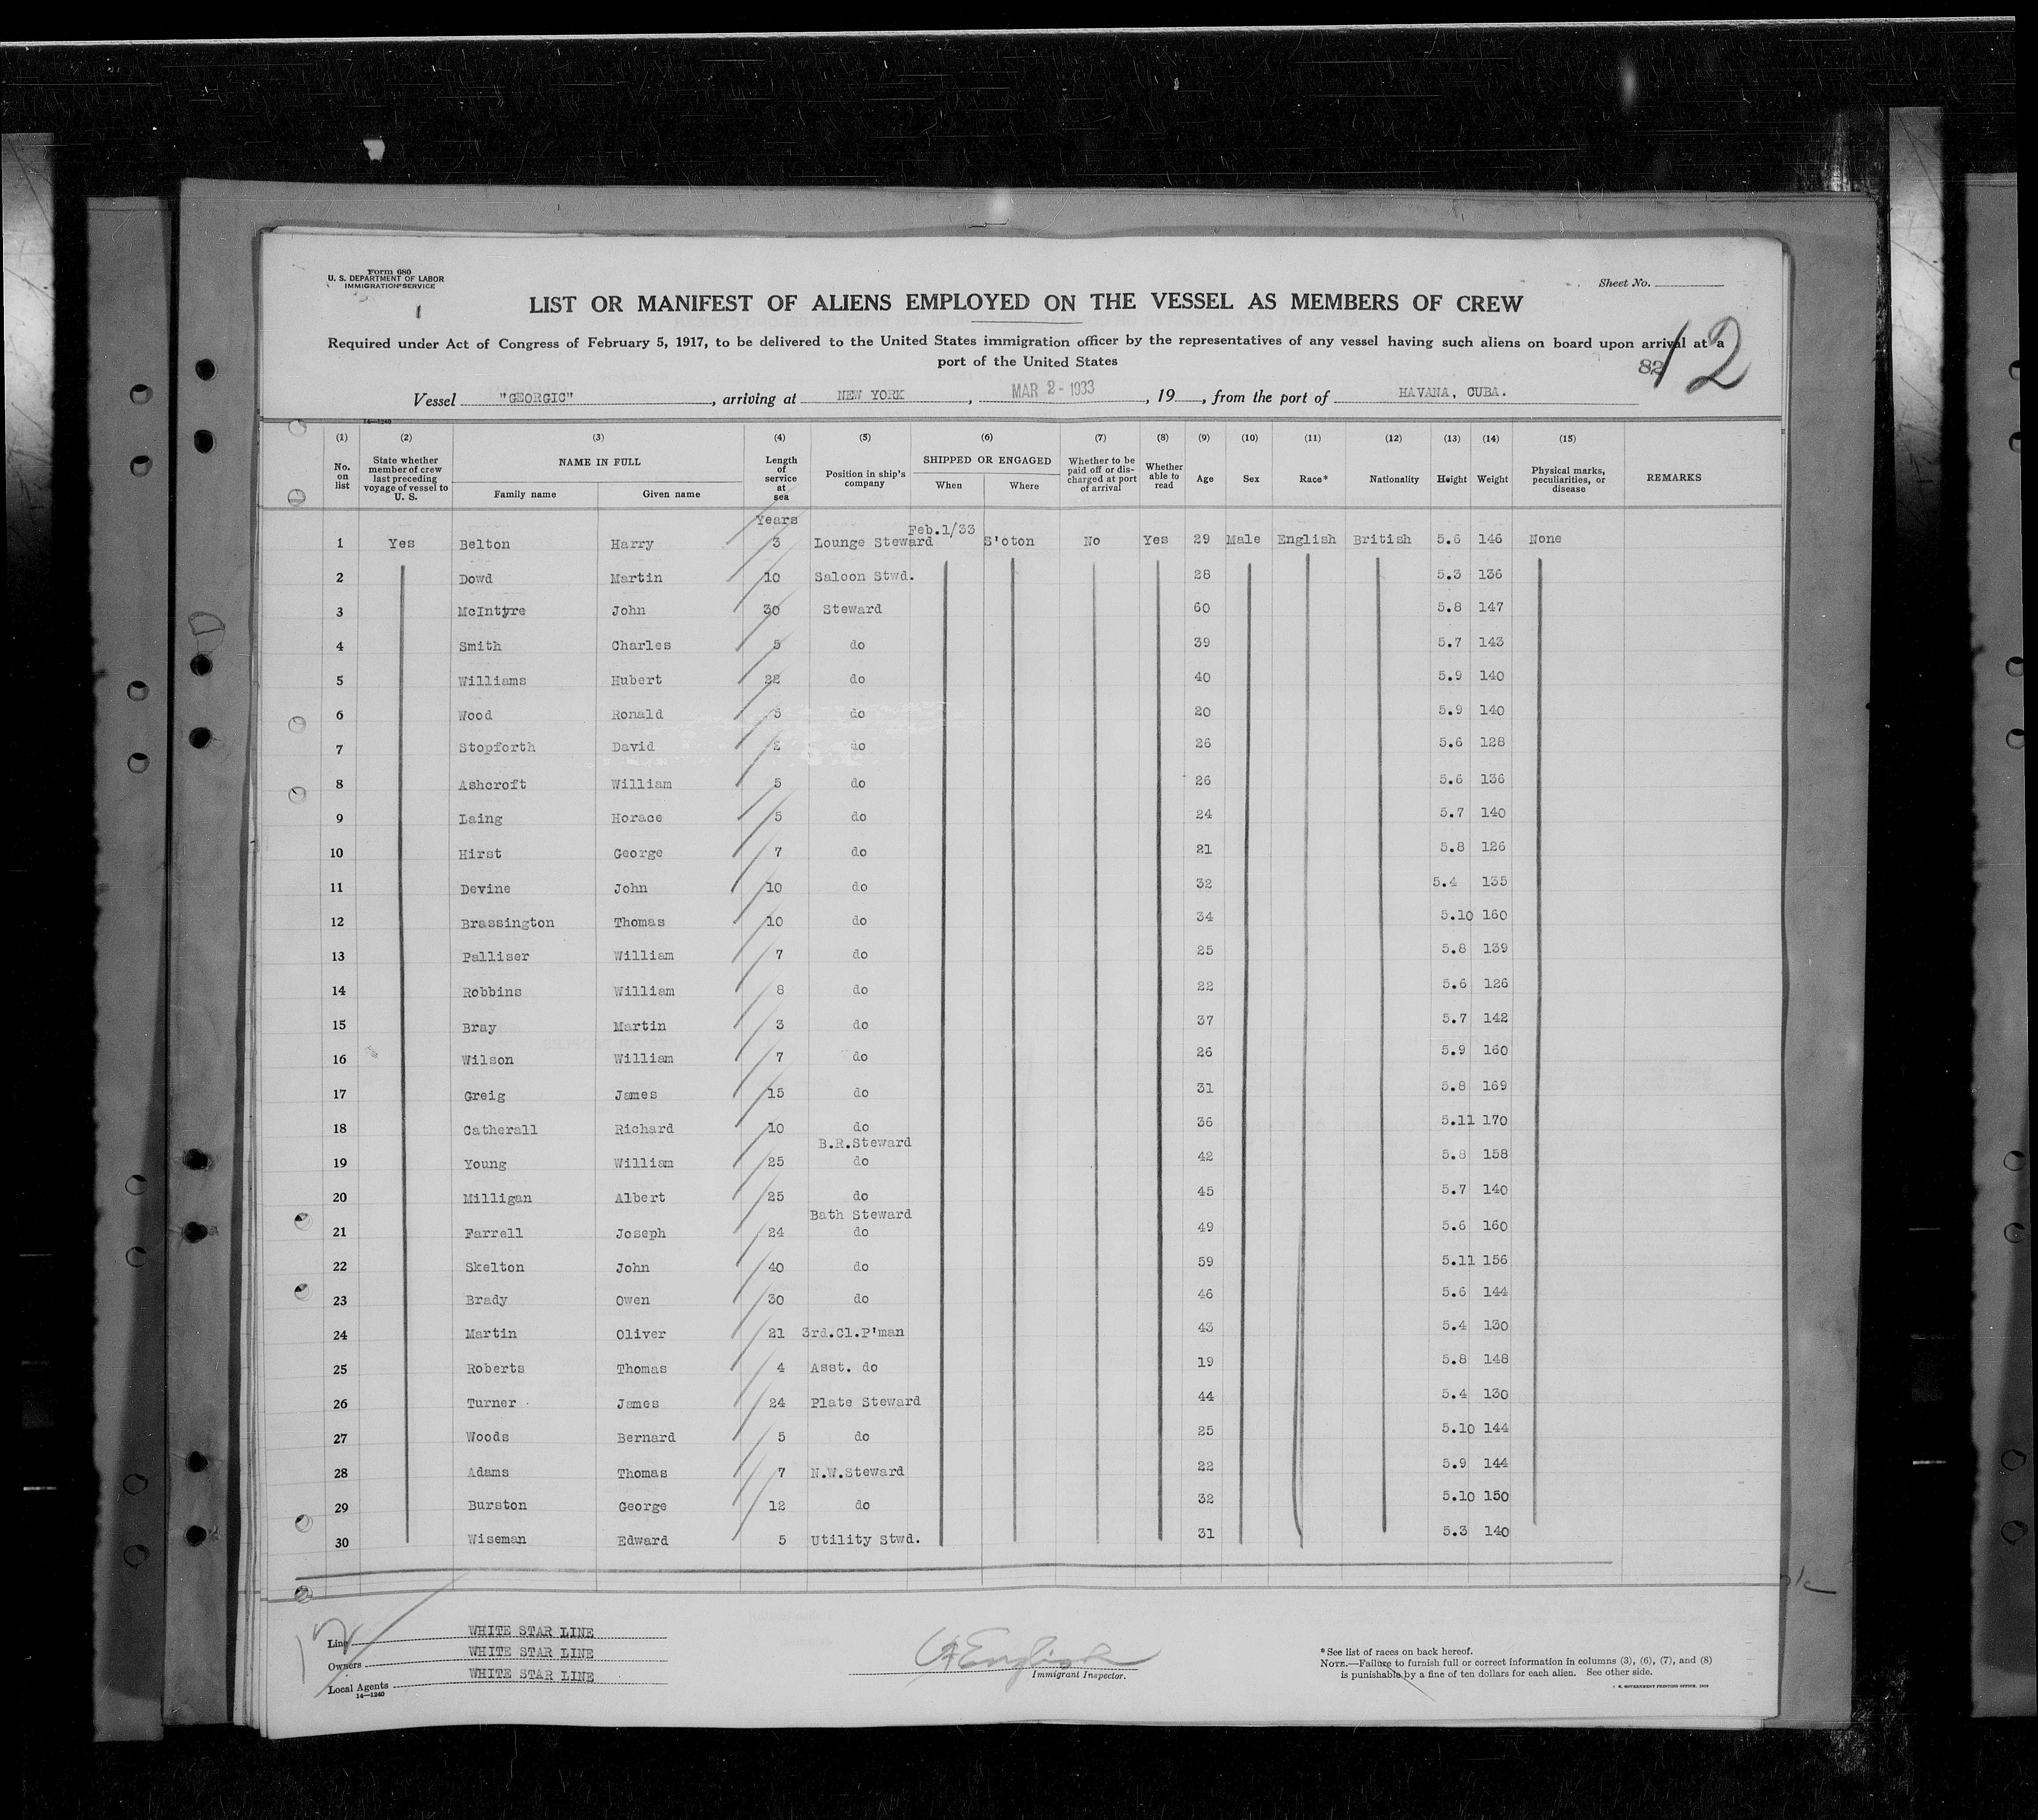 Form 680
U. S. DEPARTMENT OF LABOR
IMMIGRATION SERVICE
Sheet No.
LIST OR MANIFEST OF ALIENS EMPLOYED ON THE VESSEL AS MEMBERS OF CREW
Required under Act of Congress of February 5, 1917, to be delivered to the United States immigration officer by the representatives of any vessel having such aliens on board upon arrival at a
port of the United States
82
12
Vessel "GEORGIC", arriving at NEW YORK, MAR 2 - 1933, 19, from the port of HAVANA, CUBA.
14—1240
(1) (2) (3) (4) (5) (6) (7) (8) (9) (10) (11) (12) (13) (14) (15)
No. on list State whether member of crew last preceding voyage of vessel to U. S. NAME IN FULL Family name Given name Length of service at sea Position in ship's company SHIPPED OR ENGAGED When Where Whether to be paid off or discharged at port of arrival Whether able to read Age Sex Race* Nationality Height Weight Physical marks, peculiarities, or disease REMARKS
Years
1 Yes Belton Harry 3 Lounge Steward Feb.1/33 S'oton No Yes 29 Male English British 5.6 146 None
2 Dowd Martin 10 Saloon Stwd. 28 5.3 136
3 McIntyre John 30 Steward 60 5.8 147
4 Smith Charles 5 do 39 5.7 143
5 Williams Hubert 22 do 40 5.9 140
6 Wood Ronald 5 do 20 5.9 140
7 Stopforth David 2 do 26 5.6 128
8 Ashcroft William 5 do 26 5.6 136
9 Laing Horace 5 do 24 5.7 140
10 Hirst George 7 do 21 5.8 126
11 Devine John 10 do 32 5.4 135
12 Brassington Thomas 10 do 34 5.10 160
13 Palliser William 7 do 25 5.8 139
14 Robbins William 8 do 22 5.6 126
15 Bray Martin 3 do 37 5.7 142
16 Wilson William 7 do 26 5.9 160
17 Greig James 15 do 31 5.8 169
18 Catherall Richard 10 do 36 5.11 170
B.R.Steward
19 Young William 25 do 42 5.8 158
20 Milligan Albert 25 do 45 5.7 140
Bath Steward
21 Farrell Joseph 24 do 49 5.6 160
22 Skelton John 40 do 59 5.11 156
23 Brady Owen 30 do 46 5.6 144
24 Martin Oliver 21 3rd.Cl.P'man 43 5.4 130
25 Roberts Thomas 4 Asst. do 19 5.8 148
26 Turner James 24 Plate Steward 44 5.4 130
27 Woods Bernard 5 do 25 5.10 144
28 Adams Thomas 7 N.W.Steward 22 5.9 144
29 Burston George 12 do 32 5.10 150
30 Wiseman Edward 5 Utility Stwd. 31 5.3 140
Line WHITE STAR LINE
Owners WHITE STAR LINE
Local Agents WHITE STAR LINE
14—1240
English
Immigrant Inspector.
*See list of races on back hereof.
NOTE.—Failure to furnish full or correct information in columns (3), (6), (7), and (8)
is punishable by a fine of ten dollars for each alien. See other side.